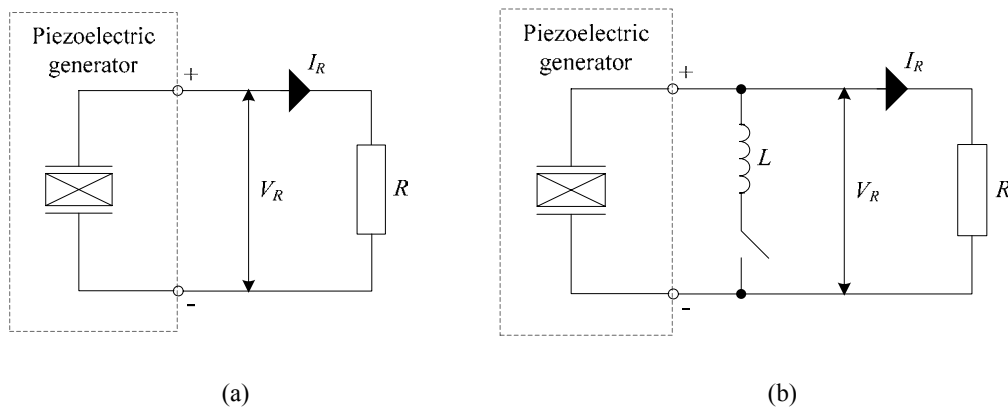 Piezoelectric
generator
+
I_R
V_R
R
-
(a)
Piezoelectric
generator
+
I_R
L
V_R
R
-
(b)